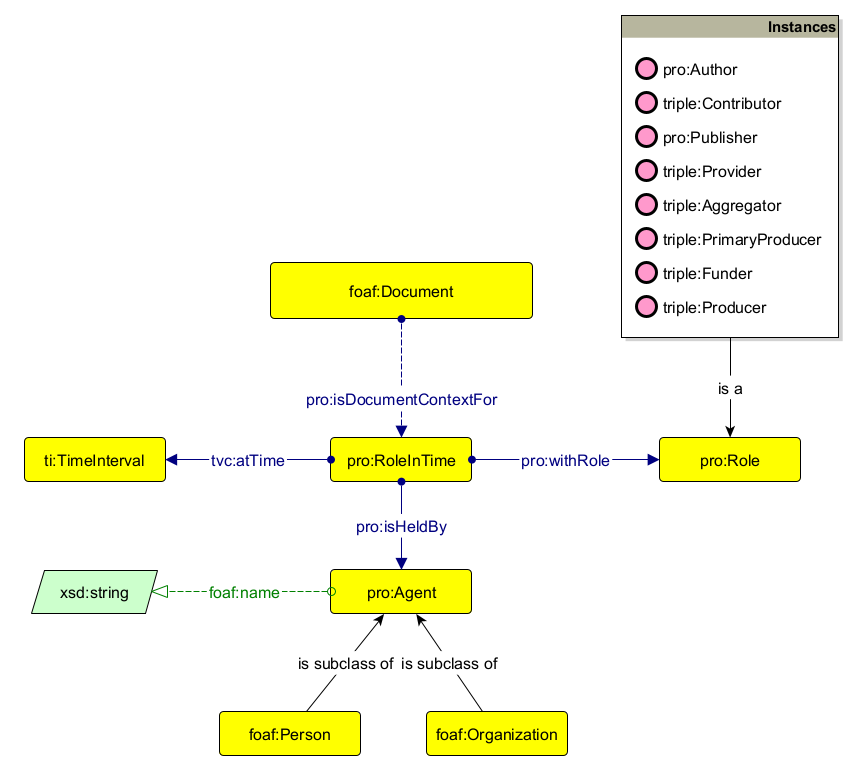 Instances
pro:Author
triple:Contributor
pro:Publisher
triple:Provider
triple:Aggregator
triple:PrimaryProducer
triple:Funder
triple:Producer
foaf:Document
is a
pro:isDocumentContextFor
ti:TimeInterval
tvc:atTime
pro:RoleInTime
pro:withRole
pro:Role
pro:isHeldBy
xsd:string
foaf:name
pro:Agent
is subclass of
is subclass of
foaf:Person
foaf:Organization